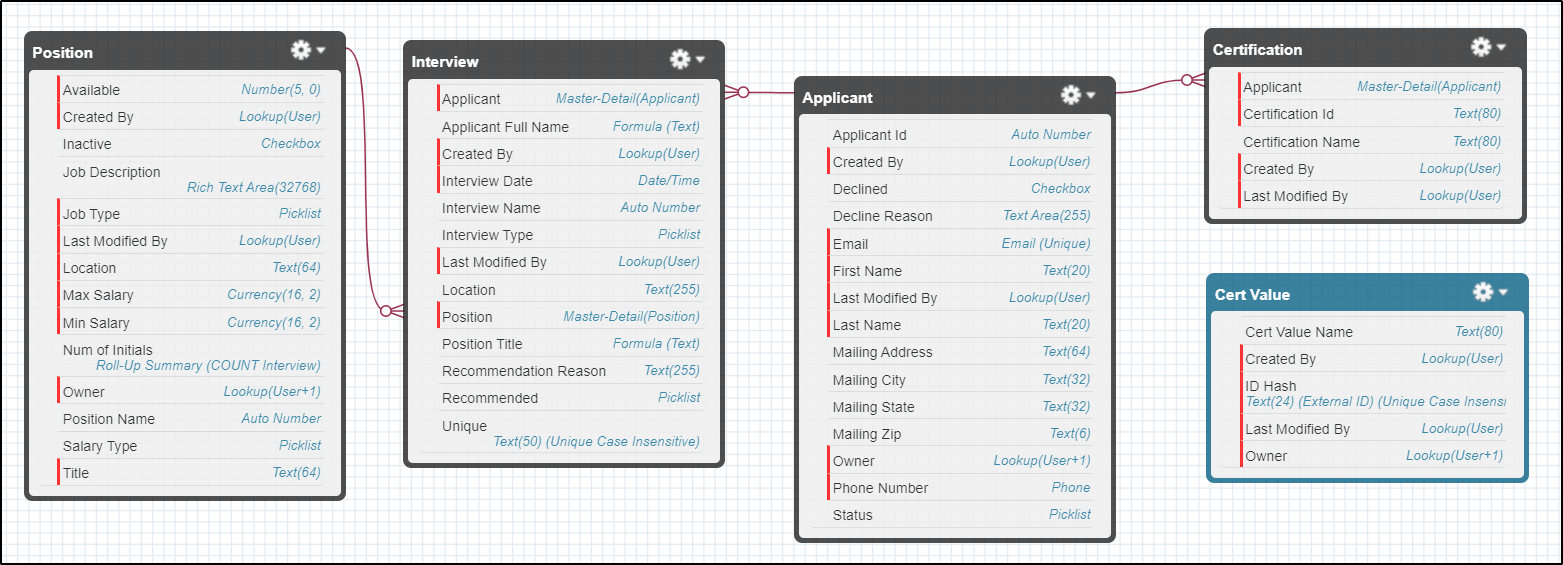 Position
Available Number(5, 0)
Created By Lookup(User)
Inactive Checkbox
Job Description
Rich Text Area(32768)
Job Type Picklist
Last Modified By Lookup(User)
Location Text(64)
Max Salary Currency(16, 2)
Min Salary Currency(16, 2)
Num of Initials
Roll-Up Summary (COUNT Interview)
Owner Lookup(User+1)
Position Name Auto Number
Salary Type Picklist
Title Text(64)
Interview
Applicant Master-Detail(Applicant)
Applicant Full Name Formula (Text)
Created By Lookup(User)
Interview Date Date/Time
Interview Name Auto Number
Interview Type Picklist
Last Modified By Lookup(User)
Location Text(255)
Position Master-Detail(Position)
Position Title Formula (Text)
Recommendation Reason Text(255)
Recommended Picklist
Unique
Text(50) (Unique Case Insensitive)
Applicant
Applicant Id Auto Number
Created By Lookup(User)
Declined Checkbox
Decline Reason Text Area(255)
Email Email (Unique)
First Name Text(20)
Last Modified By Lookup(User)
Last Name Text(20)
Mailing Address Text(64)
Mailing City Text(32)
Mailing State Text(32)
Mailing Zip Text(6)
Owner Lookup(User+1)
Phone Number Phone
Status Picklist
Certification
Applicant Master-Detail(Applicant)
Certification Id Text(80)
Certification Name Text(80)
Created By Lookup(User)
Last Modified By Lookup(User)
Cert Value
Cert Value Name Text(80)
Created By Lookup(User)
ID Hash
Text(24) (External ID) (Unique Case Insensi
Last Modified By Lookup(User)
Owner Lookup(User+1)